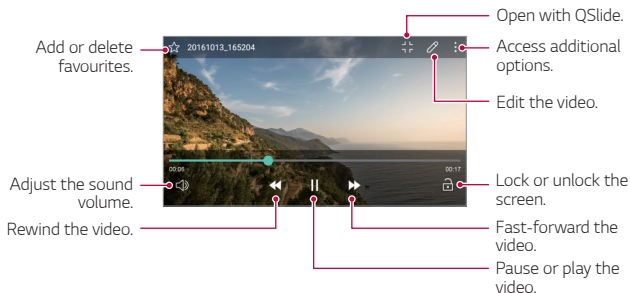 Open with QSlide.
Add or delete
favourites.
20161013_165204
Access additional
options.
Edit the video.
00:06
00:17
Adjust the sound
volume.
Lock or unlock the
screen.
Rewind the video.
Fast-forward the
video.
Pause or play the
video.